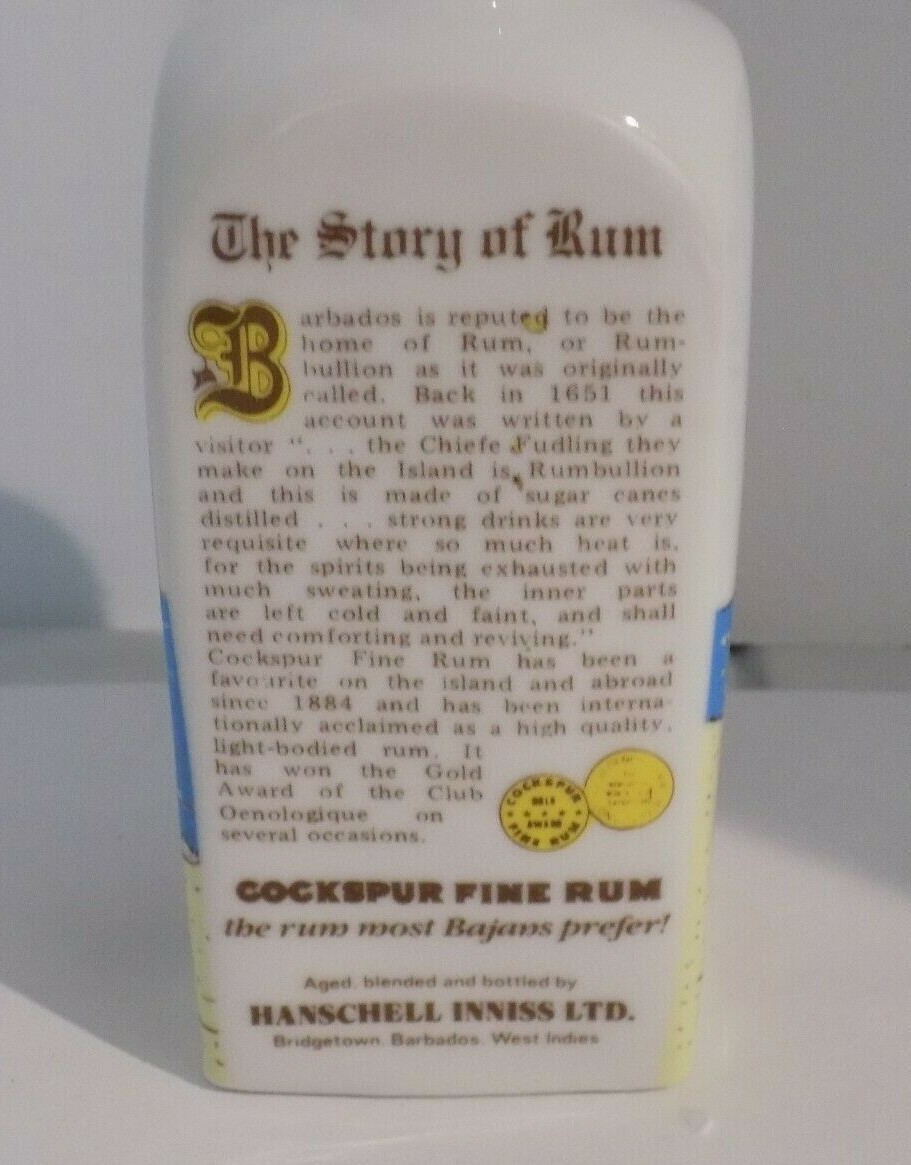 The Story of Rum
Barbados is reputed to be the
home of Rum, or Rum-
bullion as it was originally
called. Back in 1651 this
account was written by a
visitor ". . . the Chiefe Fudling they
make on the Island is Rumbullion
and this is made of sugar canes
distilled . . . strong drinks are very
requisite where so much heat is,
for the spirits being exhausted with
much sweating, the inner parts
are left cold and faint, and shall
need comforting and reviving."
Cockspur Fine Rum has been a
favourite on the island and abroad
since 1884 and has been interna-
tionally acclaimed as a high quality,
light-bodied rum. It
has won the Gold
Award of the Club
Oenologique on
several occasions.
COCKSPUR
GOLD
AWARD
FINE RUM
COCKSPUR FINE RUM
the rum most Bajans prefer!
Aged, blended and bottled by
HANSCHELL INNISS LTD.
Bridgetown. Barbados. West Indies